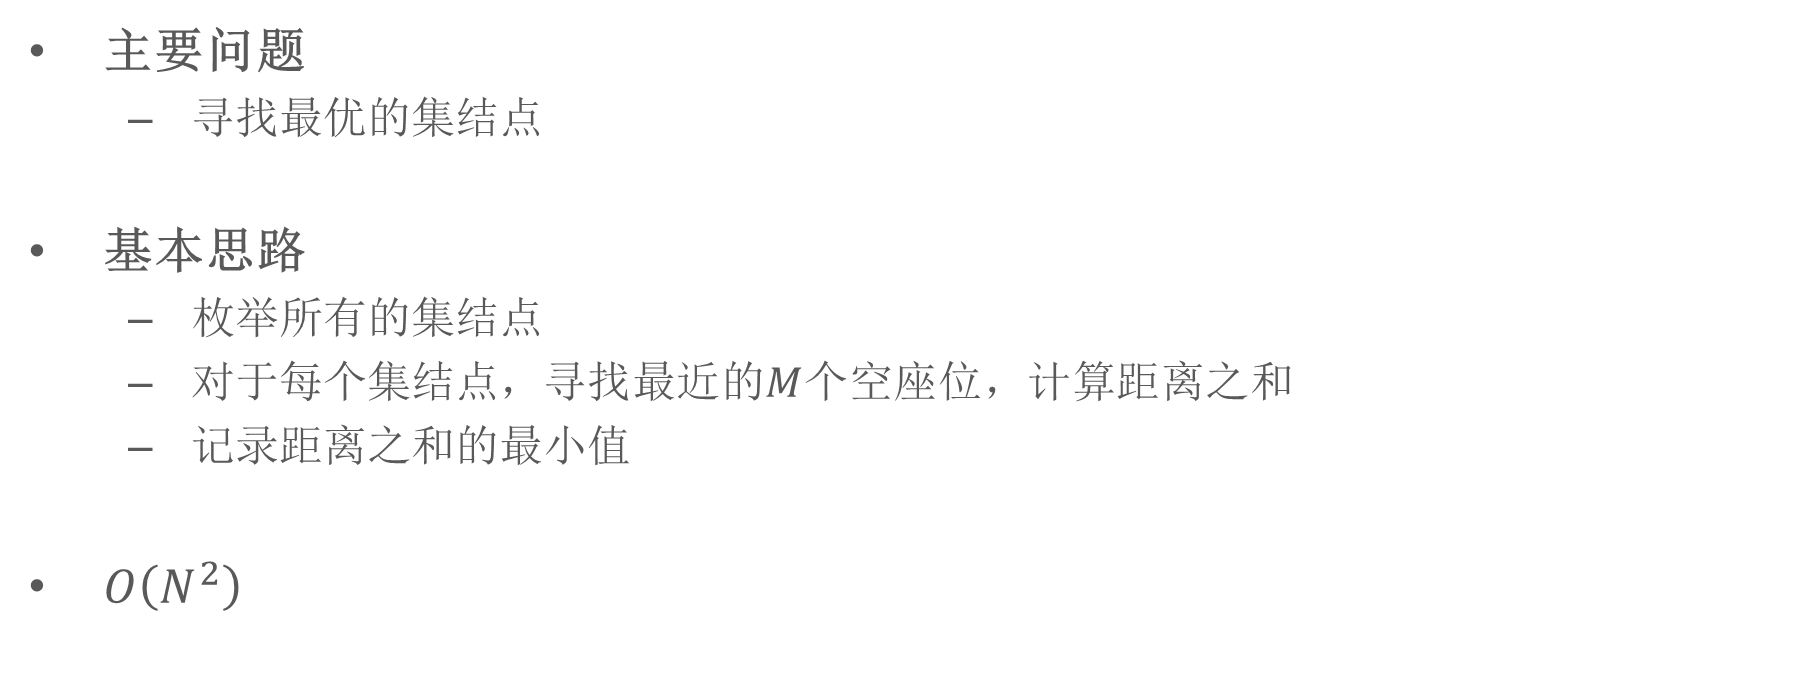 • 主要问题
– 寻找最优的集结点
• 基本思路
– 枚举所有的集结点
– 对于每个集结点，寻找最近的M个空座位，计算距离之和
– 记录距离之和的最小值
• O(N²)